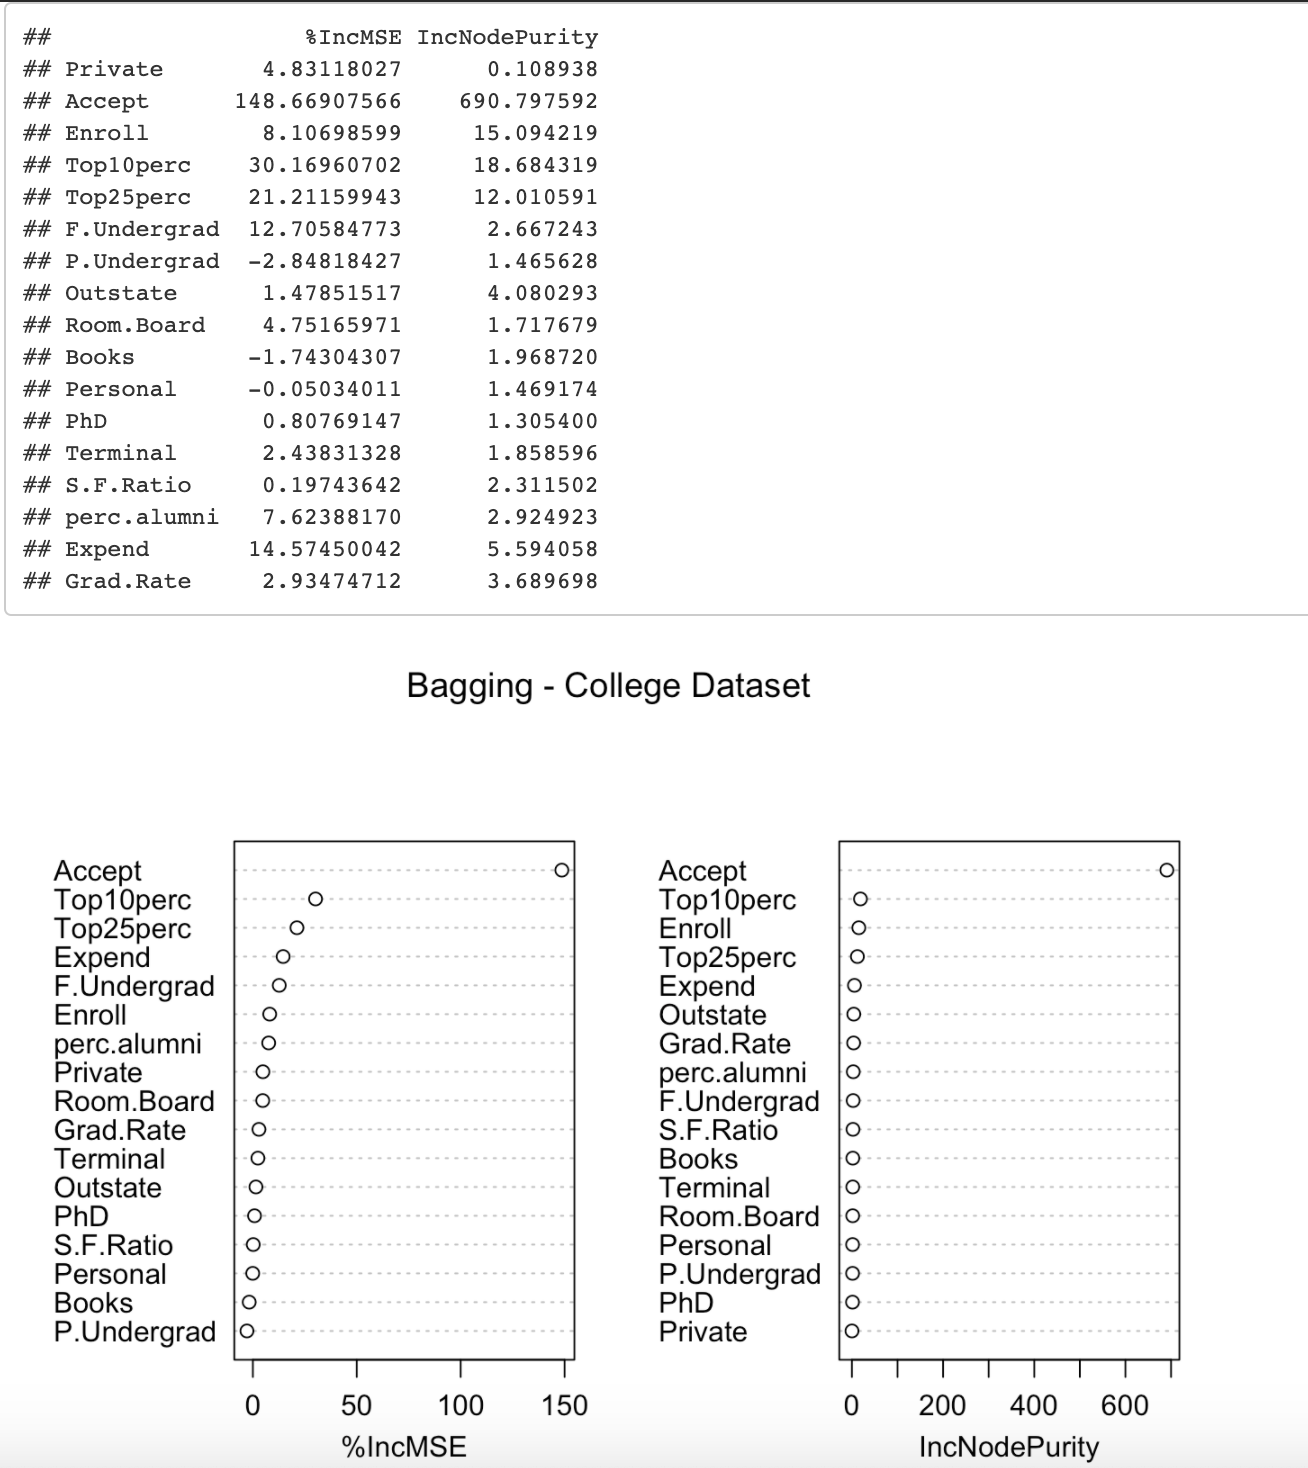 ## %IncMSE IncNodePurity
## Private 4.83118027 0.108938
## Accept 148.66907566 690.797592
## Enroll 8.10698599 15.094219
## Top10perc 30.16960702 18.684319
## Top25perc 21.21159943 12.010591
## F.Undergrad 12.70584773 2.667243
## P.Undergrad -2.84818427 1.465628
## Outstate 1.47851517 4.080293
## Room.Board 4.75165971 1.717679
## Books -1.74304307 1.968720
## Personal -0.05034011 1.469174
## PhD 0.80769147 1.305400
## Terminal 2.43831328 1.858596
## S.F.Ratio 0.19743642 2.311502
## perc.alumni 7.62388170 2.924923
## Expend 14.57450042 5.594058
## Grad.Rate 2.93474712 3.689698
Bagging - College Dataset
Accept
Top10perc
Top25perc
Expend
F.Undergrad
Enroll
perc.alumni
Private
Room.Board
Grad.Rate
Terminal
Outstate
PhD
S.F.Ratio
Personal
Books
P.Undergrad
0 50 100 150
%IncMSE
Accept
Top10perc
Enroll
Top25perc
Expend
Outstate
Grad.Rate
perc.alumni
F.Undergrad
S.F.Ratio
Books
Terminal
Room.Board
Personal
P.Undergrad
PhD
Private
0 200 400 600
IncNodePurity